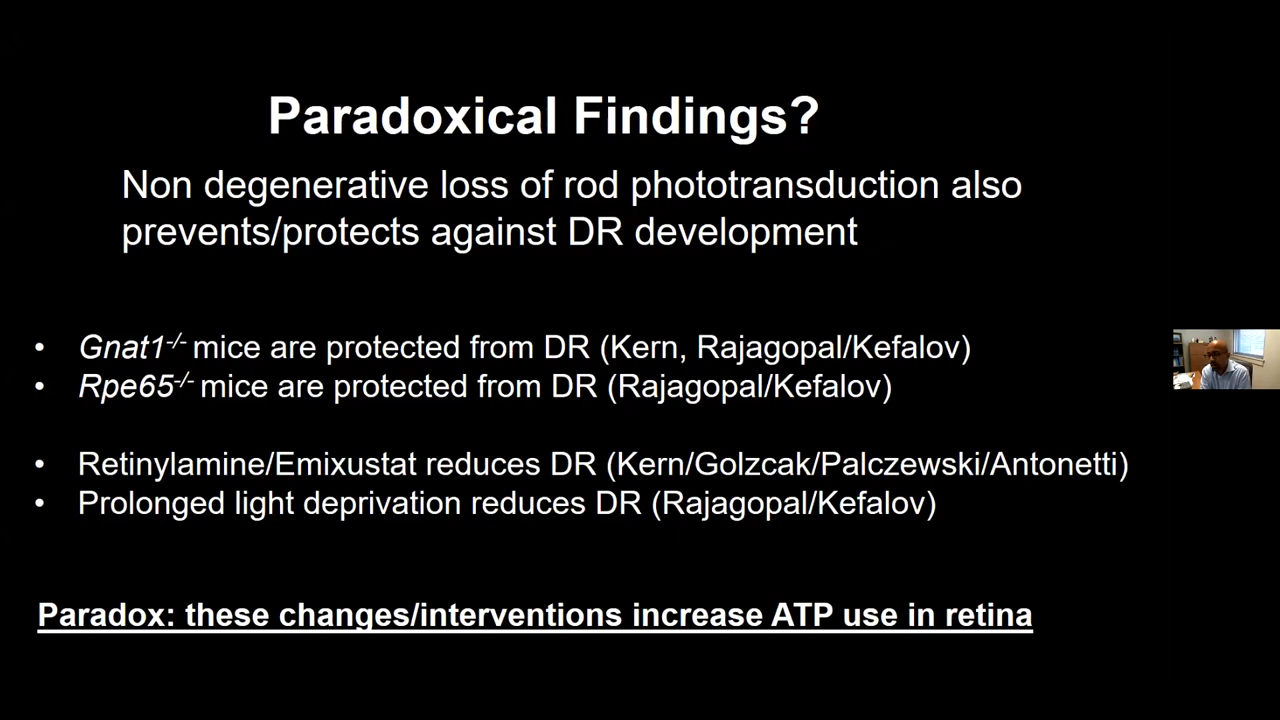 Paradoxical Findings?
Non degenerative loss of rod phototransduction also
prevents/protects against DR development
• Gnat1-/- mice are protected from DR (Kern, Rajagopal/Kefalov)
• Rpe65-/- mice are protected from DR (Rajagopal/Kefalov)
• Retinylamine/Emixustat reduces DR (Kern/Golzcak/Palczewski/Antonetti)
• Prolonged light deprivation reduces DR (Rajagopal/Kefalov)
Paradox: these changes/interventions increase ATP use in retina